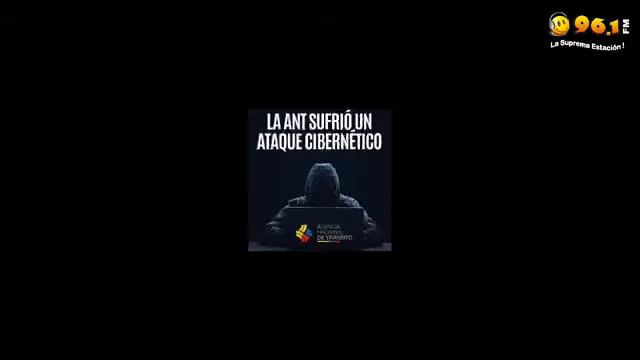 96.1 FM
La Suprema Estación !
LA ANT SUFRIÓ UN
ATAQUE CIBERNÉTICO
AGENCIA
NACIONAL
DE TRÁNSITO